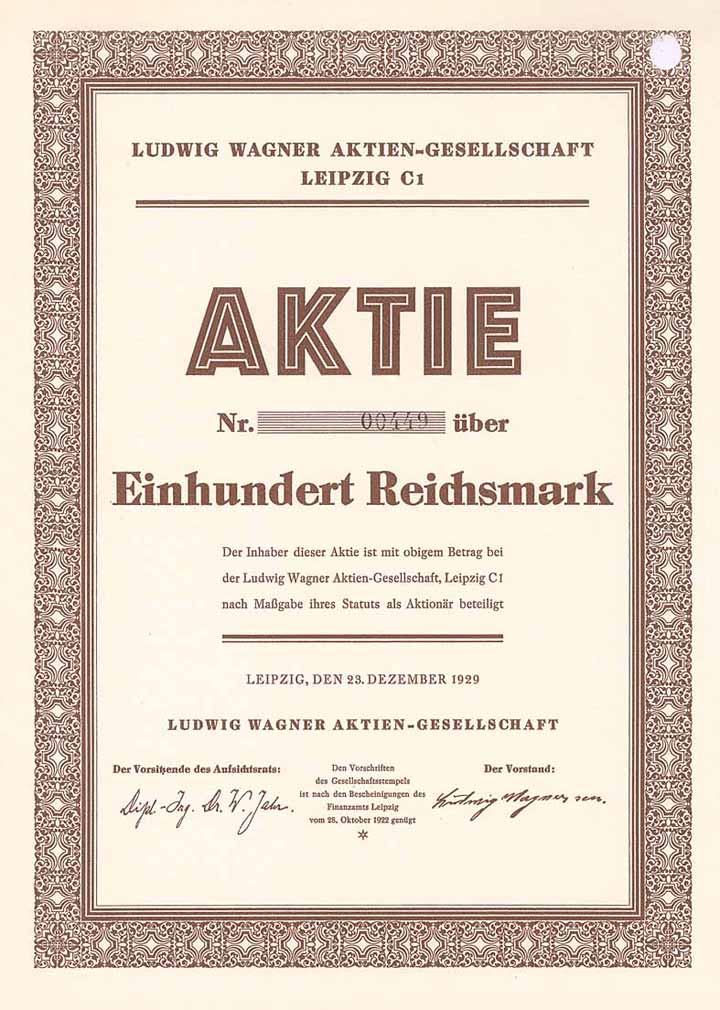 LUDWIG WAGNER AKTIEN-GESELLSCHAFT
LEIPZIG C1
AKTIE
Nr. 00449 über
Einhundert Reichsmark
Der Inhaber dieser Aktie ist mit obigem Betrag bei
der Ludwig Wagner Aktien-Gesellschaft, Leipzig C1
nach Maßgabe ihres Statuts als Aktionär beteiligt
LEIPZIG, DEN 23. DEZEMBER 1929
LUDWIG WAGNER AKTIEN-GESELLSCHAFT
Der Vorsitzende des Aufsichtsrats:
Dipl.-Ing. Dr. W. Jahr.
Den Vorschriften
des Gesellschaftsstempels
ist nach den Bescheinigungen des
Finanzamts Leipzig
vom 28. Oktober 1922 genügt
*
Der Vorstand:
Ludwig Wagner sen.